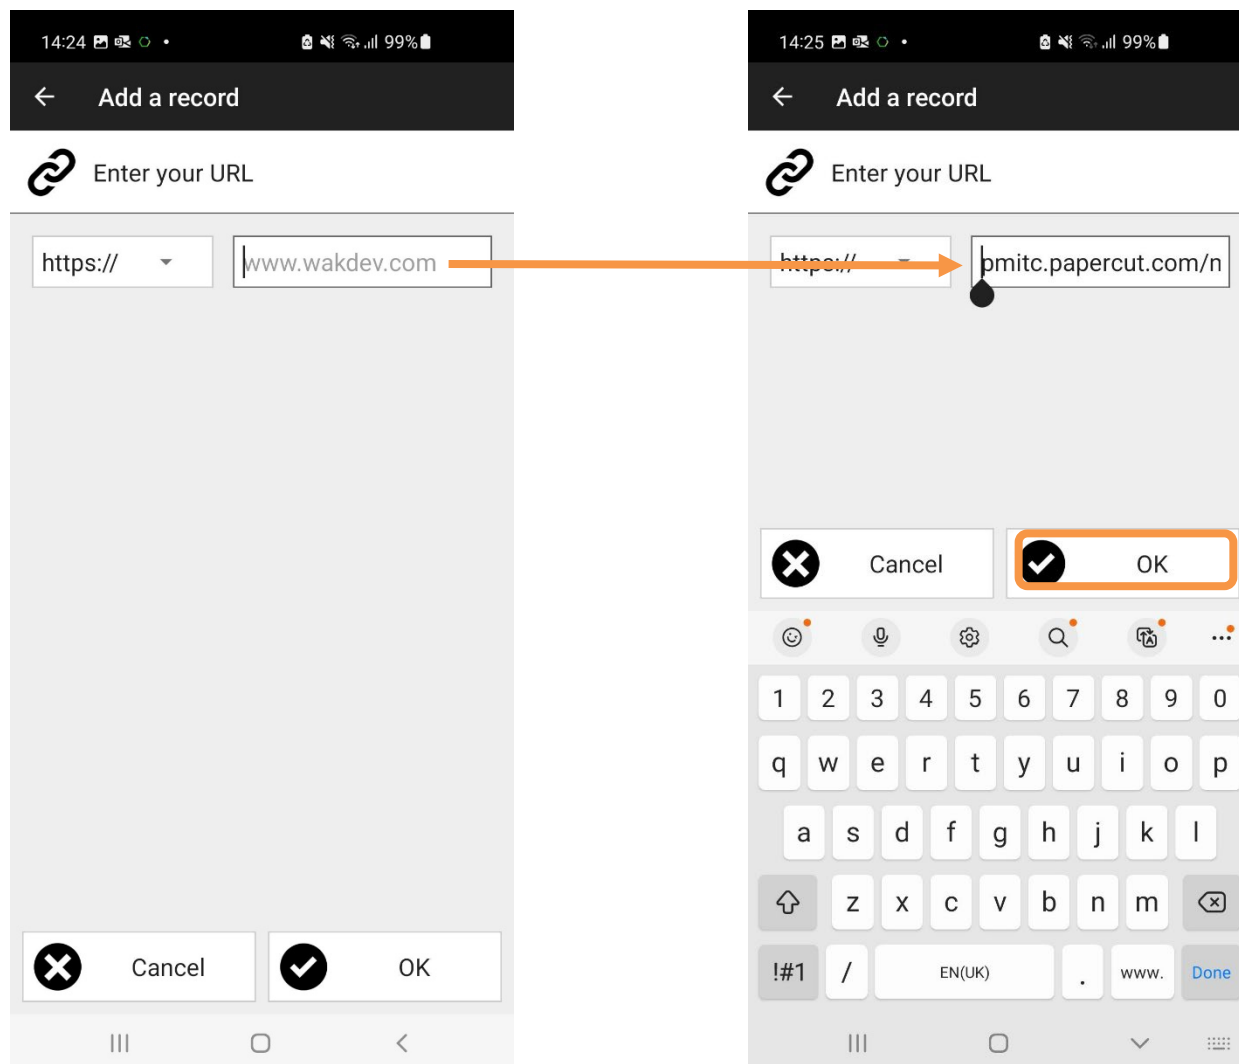 14:24 99%
Add a record
Enter your URL
https:// www.wakdev.com
Cancel OK
14:25 99%
Add a record
Enter your URL
https:// pmitc.papercut.com/n
Cancel OK
1 2 3 4 5 6 7 8 9 0
q w e r t y u i o p
a s d f g h j k l
z x c v b n m
!#1 / EN(UK) . www. Done